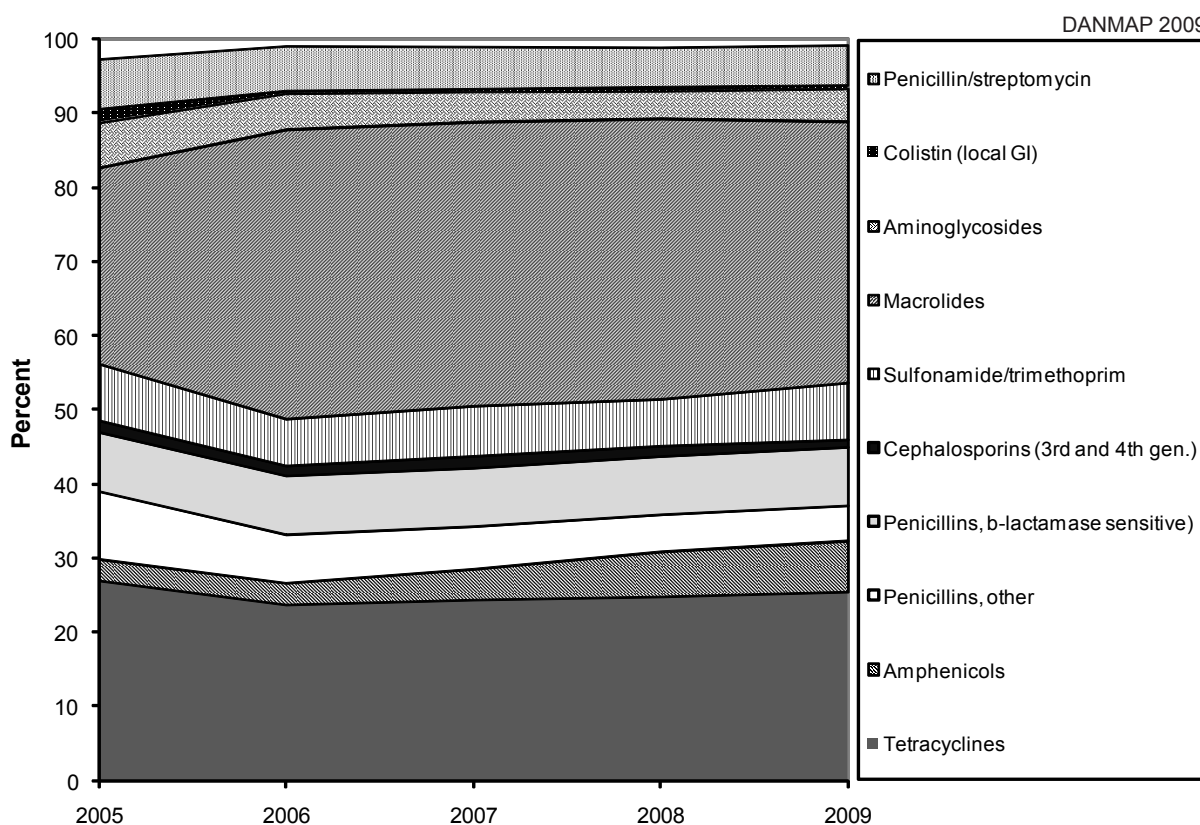 DANMAP 2009
100
90
80
70
60
50
40
30
20
10
0
Percent
2005 2006 2007 2008 2009
Penicillin/streptomycin
Colistin (local GI)
Aminoglycosides
Macrolides
Sulfonamide/trimethoprim
Cephalosporins (3rd and 4th gen.)
Penicillins, b-lactamase sensitive)
Penicillins, other
Amphenicols
Tetracyclines